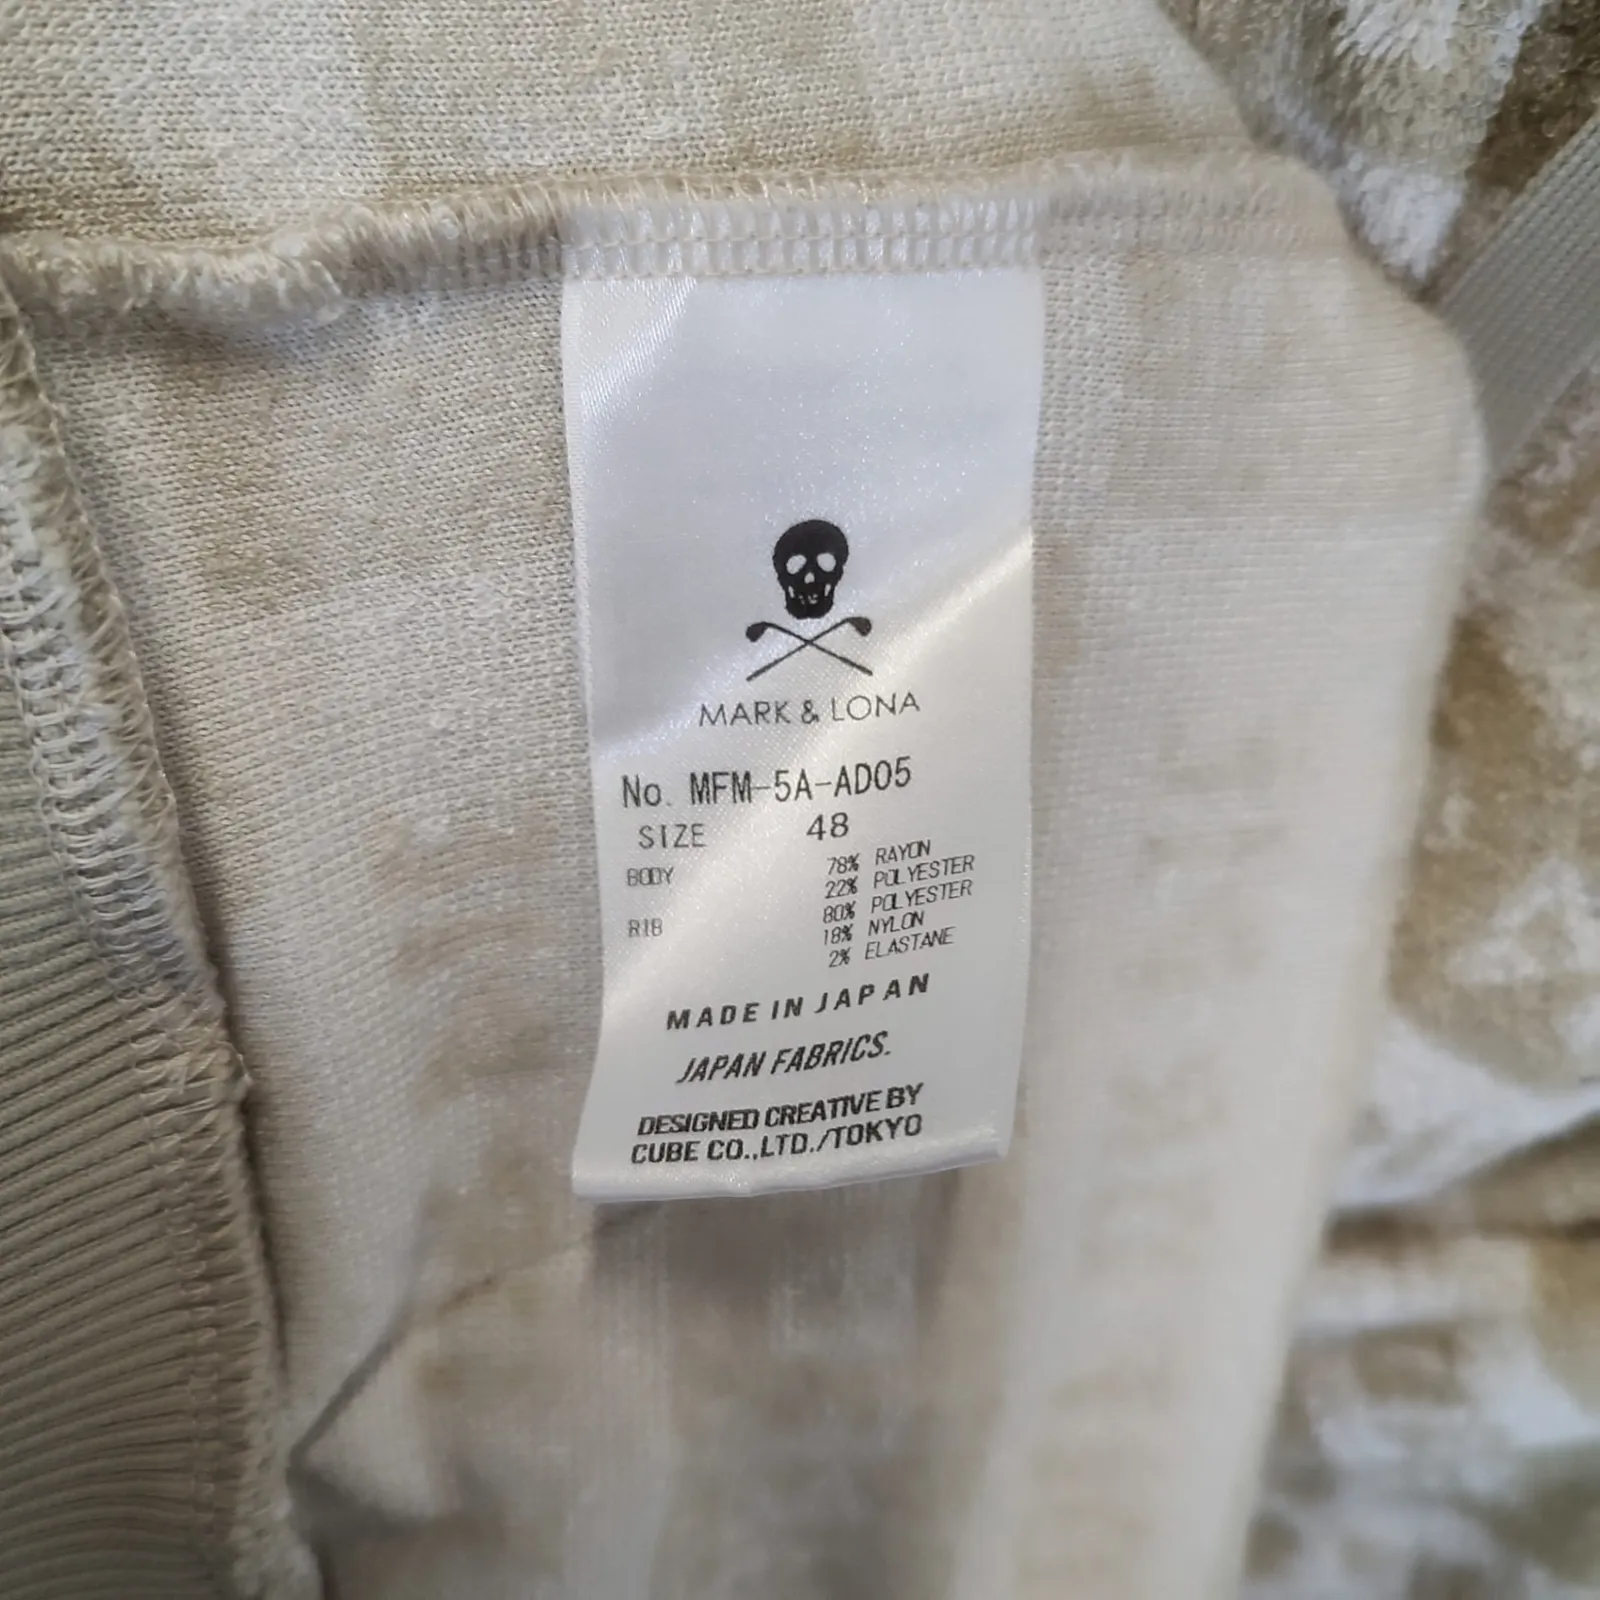 MARK & LONA
No. MFM-5A-AD05
SIZE 48
BODY 78% RAYON
22% POLYESTER
RIB 80% POLYESTER
18% NYLON
2% ELASTANE
MADE IN JAPAN
JAPAN FABRICS.
DESIGNED CREATIVE BY
CUBE CO.,LTD./TOKYO